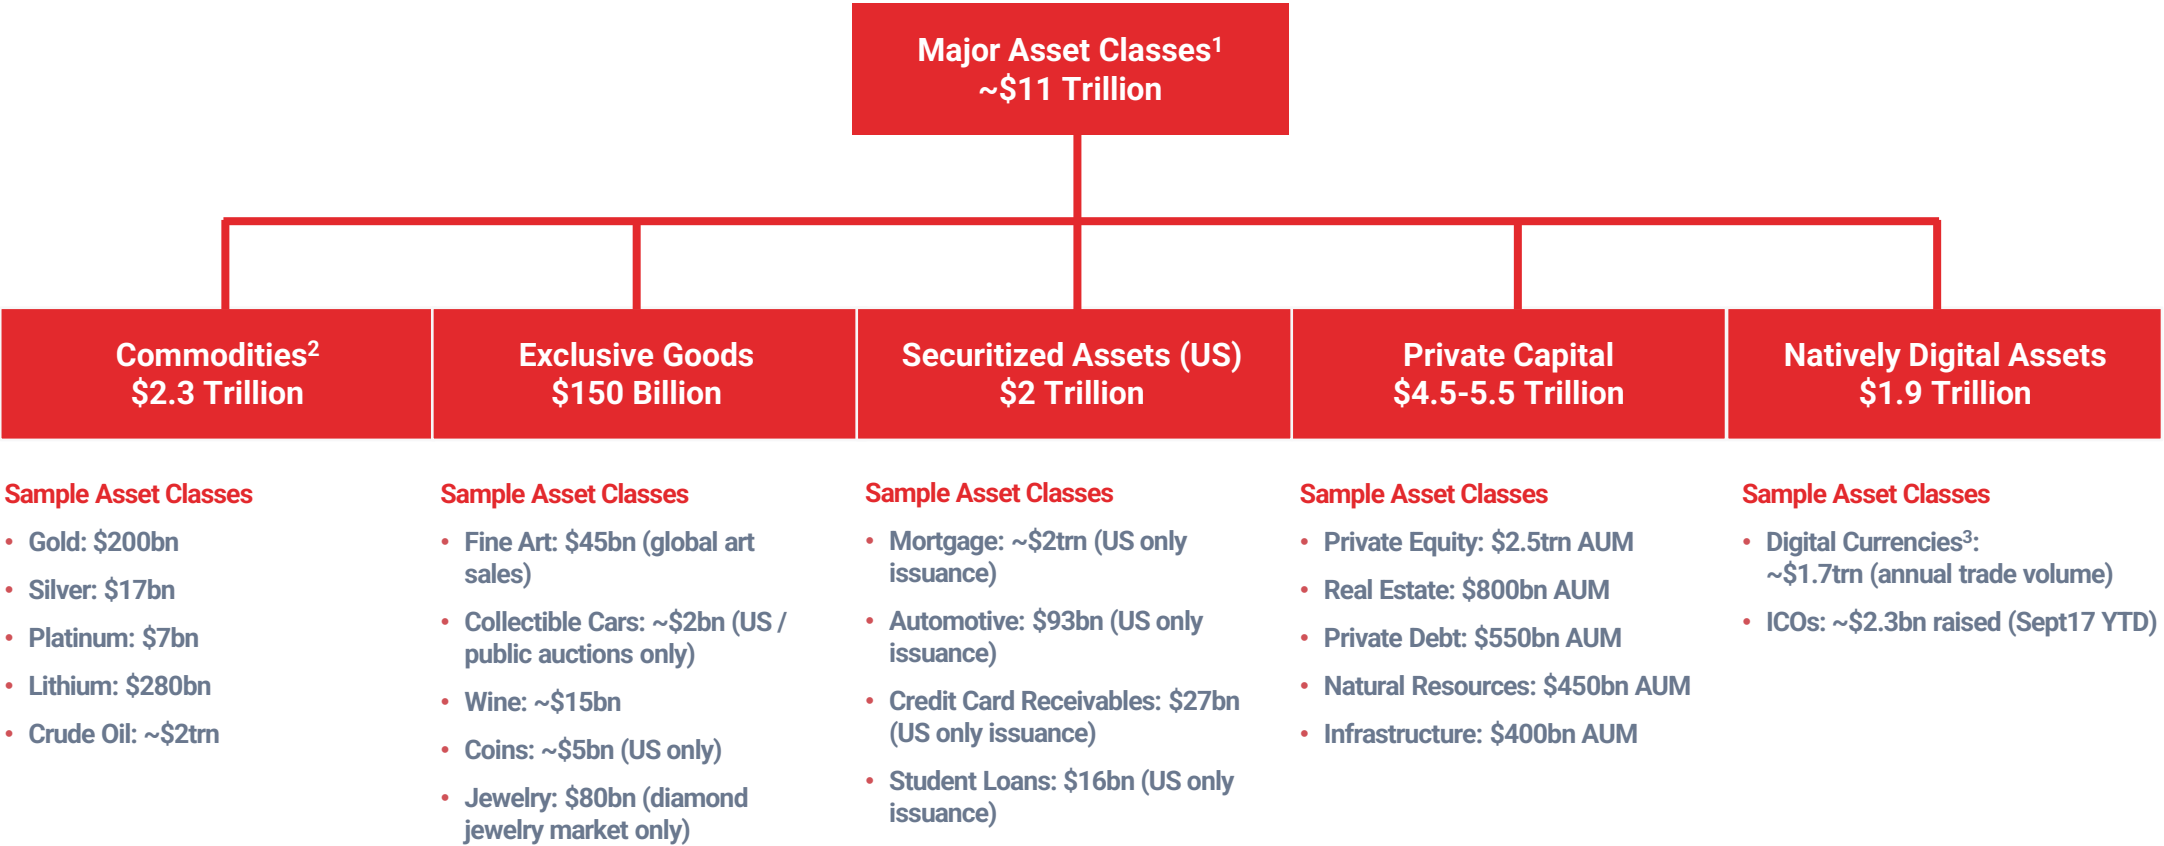 Major Asset Classes¹
~$11 Trillion
Commodities²
$2.3 Trillion
Exclusive Goods
$150 Billion
Securitized Assets (US)
$2 Trillion
Private Capital
$4.5-5.5 Trillion
Natively Digital Assets
$1.9 Trillion
Sample Asset Classes
• Gold: $200bn
• Silver: $17bn
• Platinum: $7bn
• Lithium: $280bn
• Crude Oil: ~$2trn
Sample Asset Classes
• Fine Art: $45bn (global art
sales)
• Collectible Cars: ~$2bn (US /
public auctions only)
• Wine: ~$15bn
• Coins: ~$5bn (US only)
• Jewelry: $80bn (diamond
jewelry market only)
Sample Asset Classes
• Mortgage: ~$2trn (US only
issuance)
• Automotive: $93bn (US only
issuance)
• Credit Card Receivables: $27bn
(US only issuance)
• Student Loans: $16bn (US only
issuance)
Sample Asset Classes
• Private Equity: $2.5trn AUM
• Real Estate: $800bn AUM
• Private Debt: $550bn AUM
• Natural Resources: $450bn AUM
• Infrastructure: $400bn AUM
Sample Asset Classes
• Digital Currencies³:
~$1.7trn (annual trade volume)
• ICOs: ~$2.3bn raised (Sept17 YTD)